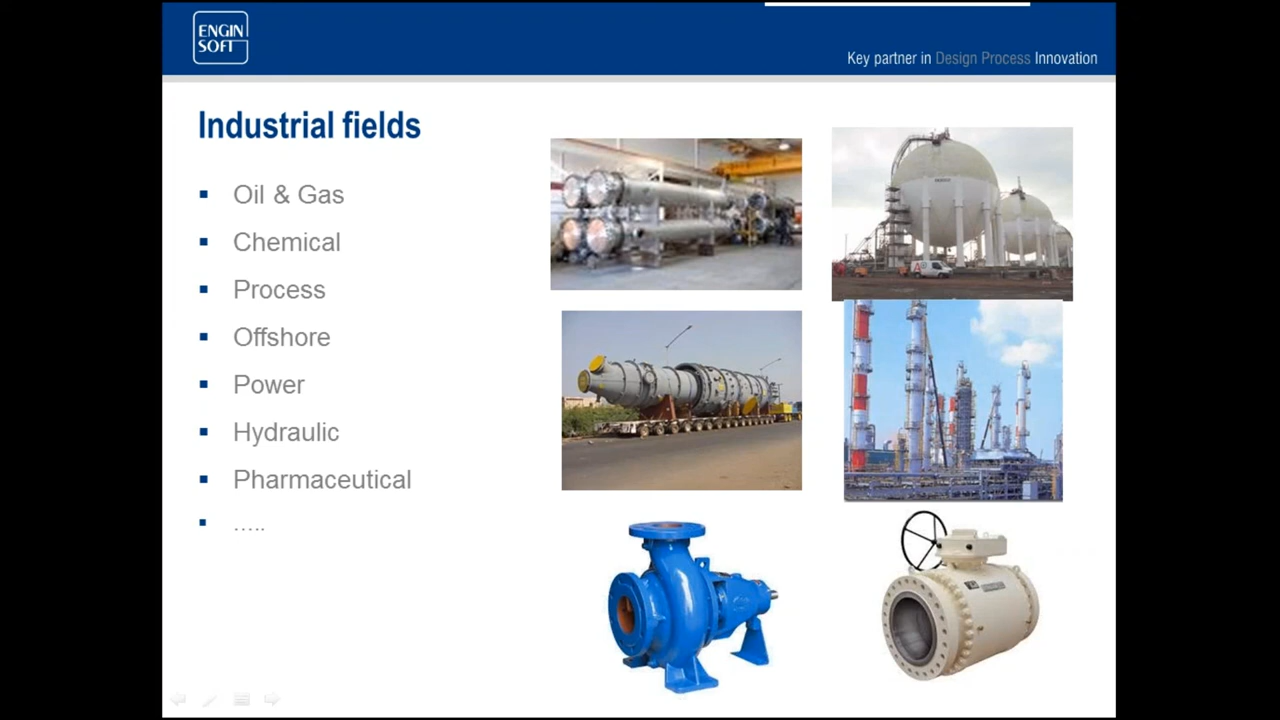 ENGIN
SOFT
Key partner in Design Process Innovation
Industrial fields
▪ Oil & Gas
▪ Chemical
▪ Process
▪ Offshore
▪ Power
▪ Hydraulic
▪ Pharmaceutical
▪ …..